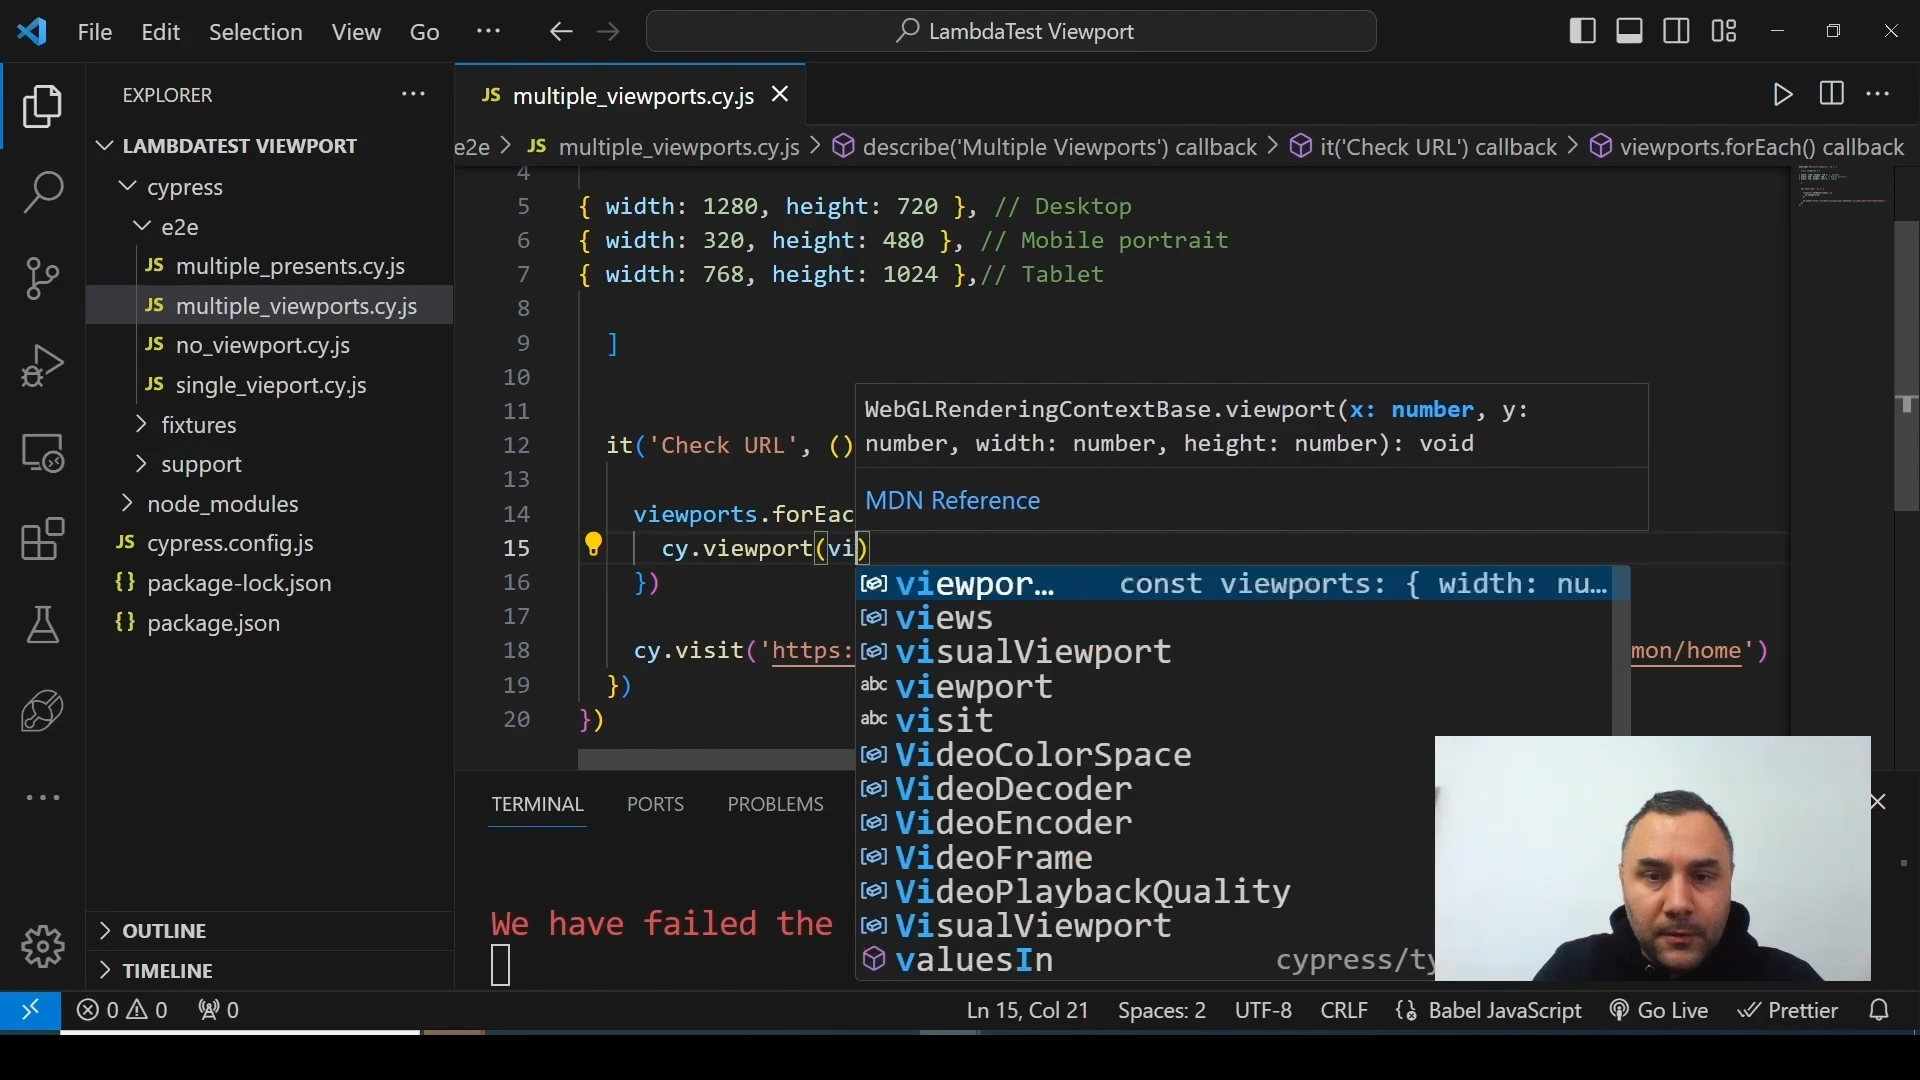 File Edit Selection View Go ··· LambdaTest Viewport
EXPLORER ···
LAMBDATEST VIEWPORT
cypress
e2e
JS multiple_presents.cy.js
JS multiple_viewports.cy.js
JS no_viewport.cy.js
JS single_vieport.cy.js
fixtures
support
node_modules
JS cypress.config.js
{} package-lock.json
{} package.json
OUTLINE
TIMELINE
JS multiple_viewports.cy.js
e2e > JS multiple_viewports.cy.js > describe('Multiple Viewports') callback > it('Check URL') callback > viewports.forEach() callback
4
5 { width: 1280, height: 720 }, // Desktop
6 { width: 320, height: 480 }, // Mobile portrait
7 { width: 768, height: 1024 },// Tablet
8
9 ]
10
11
12 it('Check URL', ()
13
14 viewports.forEac
15 cy.viewport(vi)
16 })
17
18 cy.visit('https: mon/home')
19 })
20 })
WebGLRenderingContextBase.viewport(x: number, y:
number, width: number, height: number): void
MDN Reference
viewpor… const viewports: { width: nu…
views
visualViewport
abc viewport
abc visit
VideoColorSpace
VideoDecoder
VideoEncoder
VideoFrame
VideoPlaybackQuality
VisualViewport
valuesIn cypress/ty
TERMINAL PORTS PROBLEMS
We have failed the
0 0 0 Ln 15, Col 21 Spaces: 2 UTF-8 CRLF Babel JavaScript Go Live Prettier